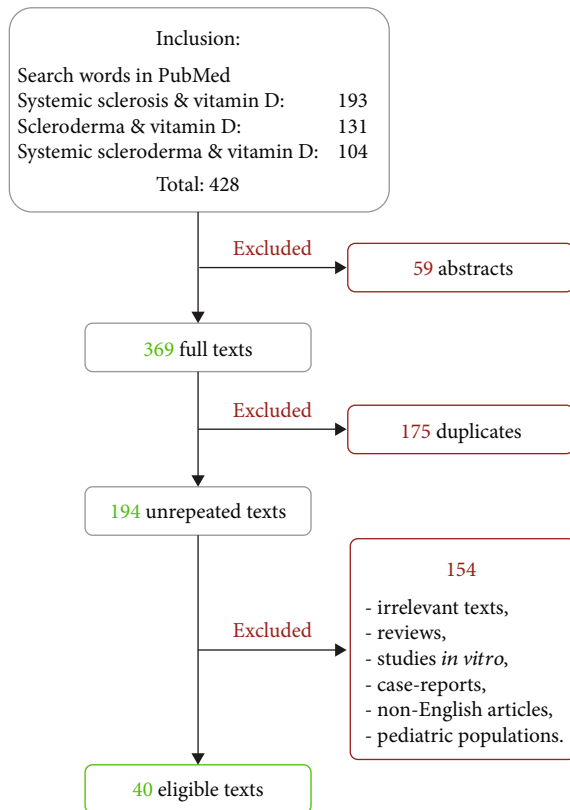 Inclusion:
Search words in PubMed
Systemic sclerosis & vitamin D: 193
Scleroderma & vitamin D: 131
Systemic scleroderma & vitamin D: 104
Total: 428
Excluded
59 abstracts
369 full texts
Excluded
175 duplicates
194 unrepeated texts
Excluded
154
- irrelevant texts,
- reviews,
- studies in vitro,
- case-reports,
- non-English articles,
- pediatric populations.
40 eligible texts